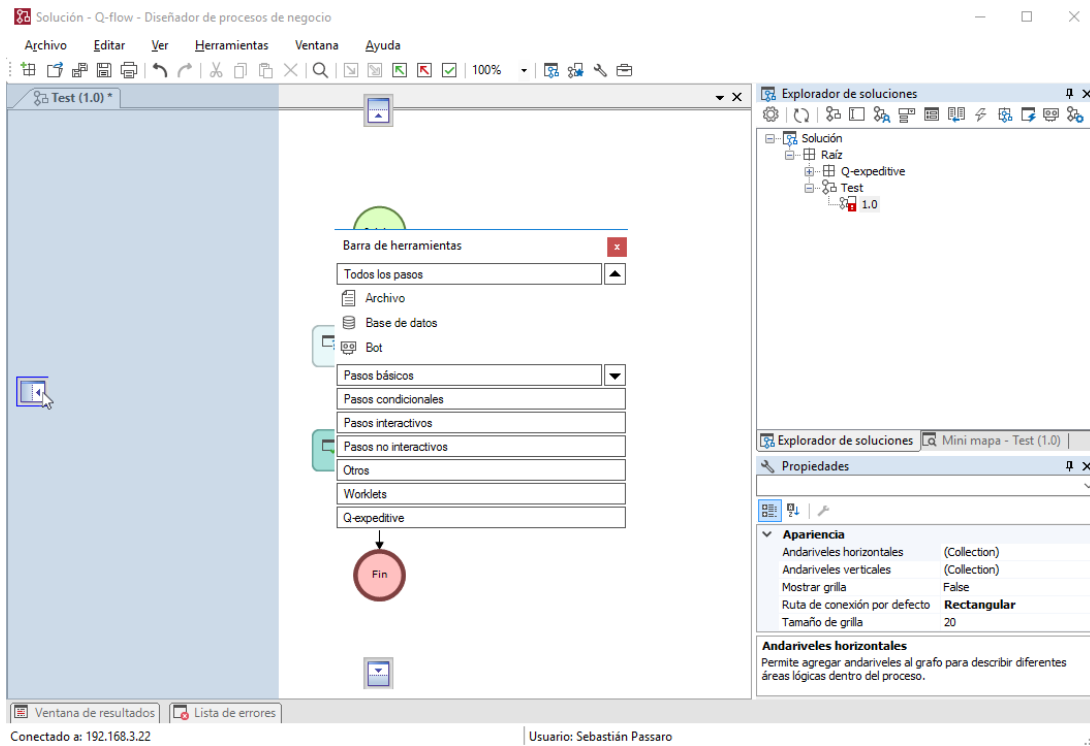 Solución - Q-flow - Diseñador de procesos de negocio
Archivo Editar Ver Herramientas Ventana Ayuda
100%
Test (1.0) *
Barra de herramientas
x
Todos los pasos
Archivo
Base de datos
Bot
Pasos básicos
Pasos condicionales
Pasos interactivos
Pasos no interactivos
Otros
Worklets
Q-expeditive
Fin
Explorador de soluciones
Solución
Raíz
Q-expeditive
Test
1.0
Explorador de soluciones Mini mapa - Test (1.0)
Propiedades
Apariencia
Andariveles horizontales (Collection)
Andariveles verticales (Collection)
Mostrar grilla False
Ruta de conexión por defecto Rectangular
Tamaño de grilla 20
Andariveles horizontales
Permite agregar andariveles al grafo para describir diferentes
áreas lógicas dentro del proceso.
Ventana de resultados Lista de errores
Conectado a: 192.168.3.22 Usuario: Sebastián Passaro